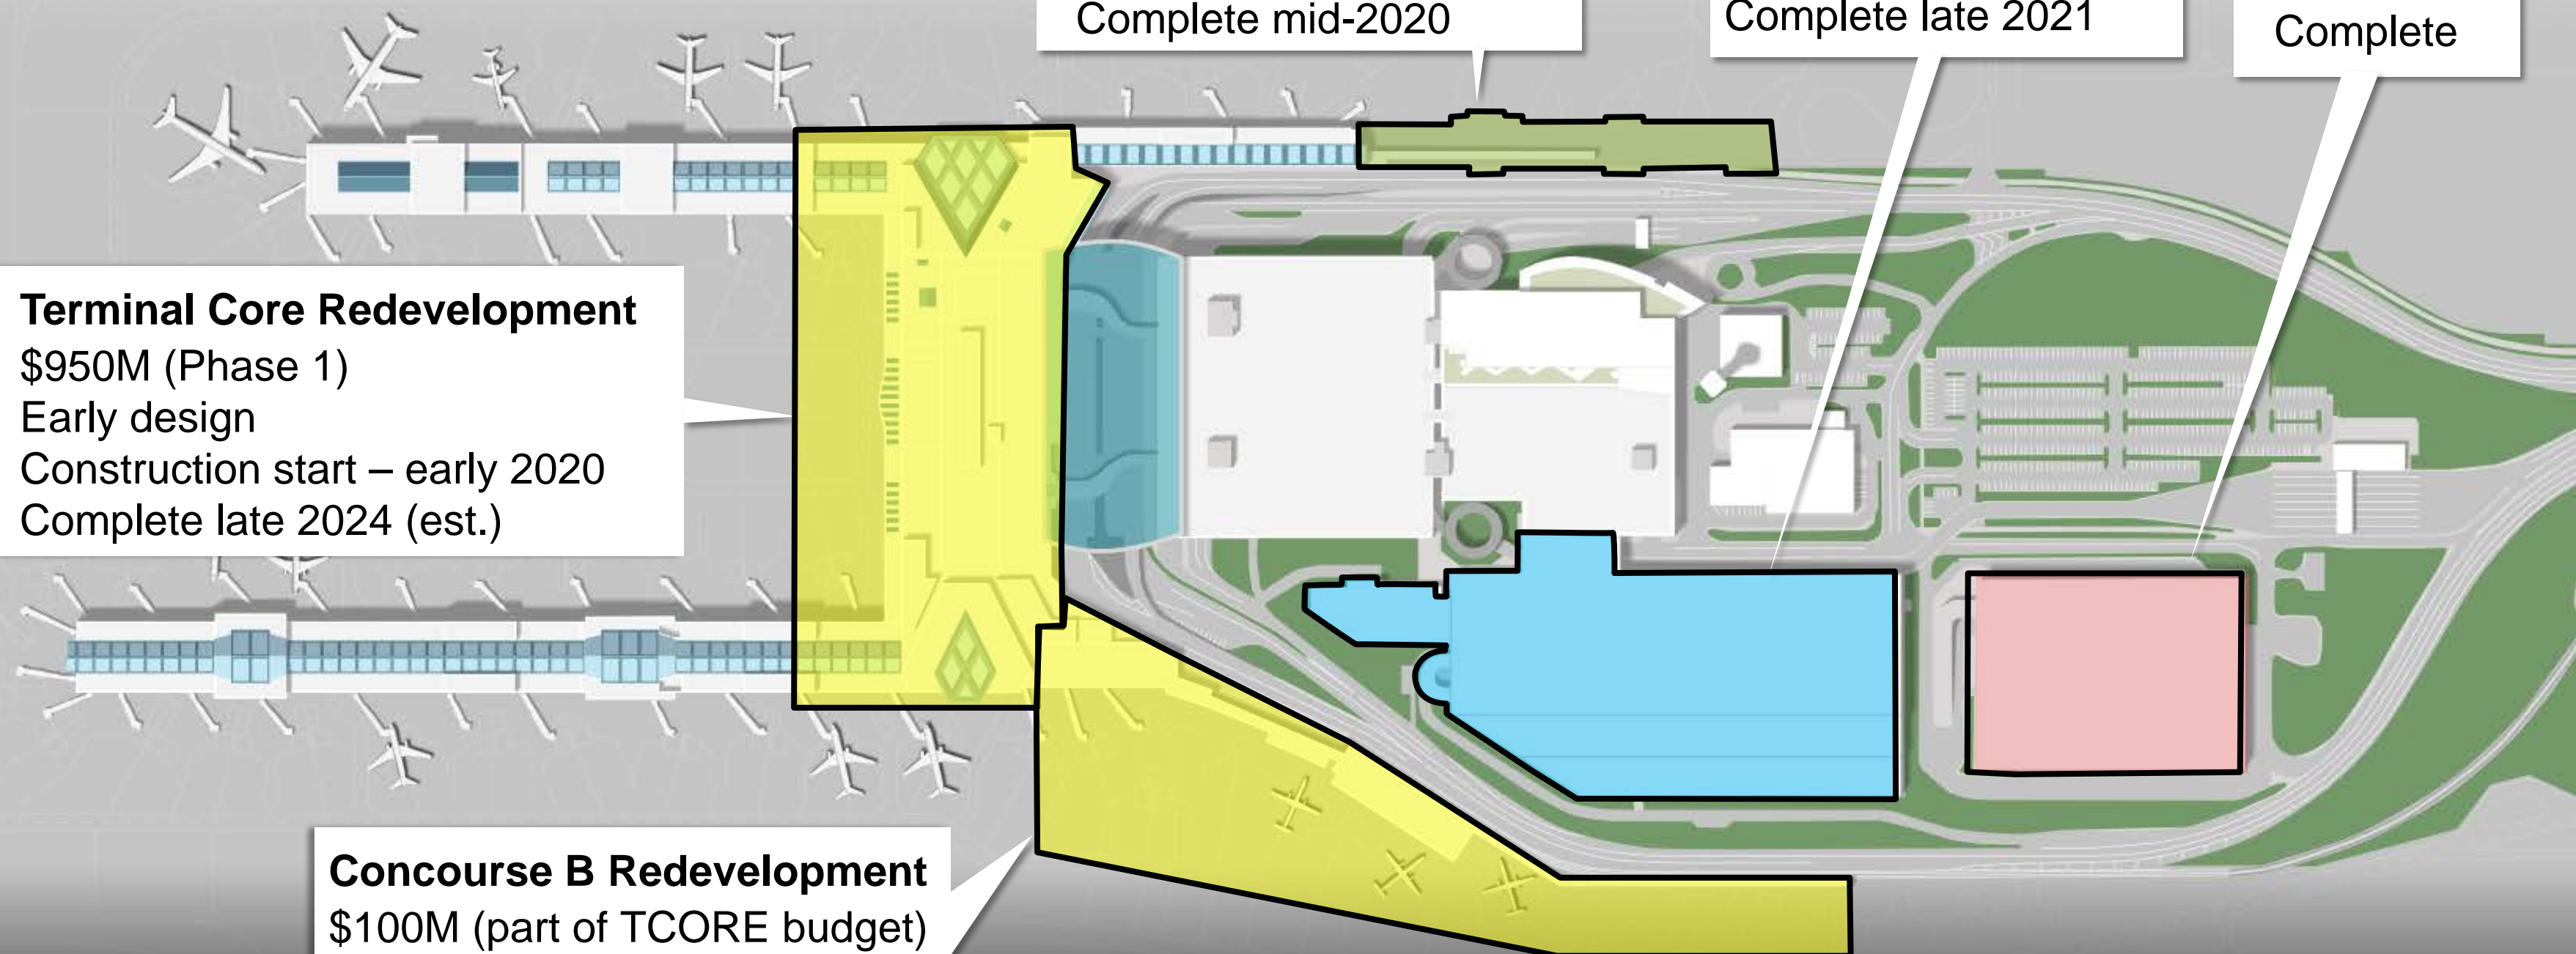 Complete mid-2020
Complete late 2021
Complete
Terminal Core Redevelopment
$950M (Phase 1)
Early design
Construction start – early 2020
Complete late 2024 (est.)
Concourse B Redevelopment
$100M (part of TCORE budget)